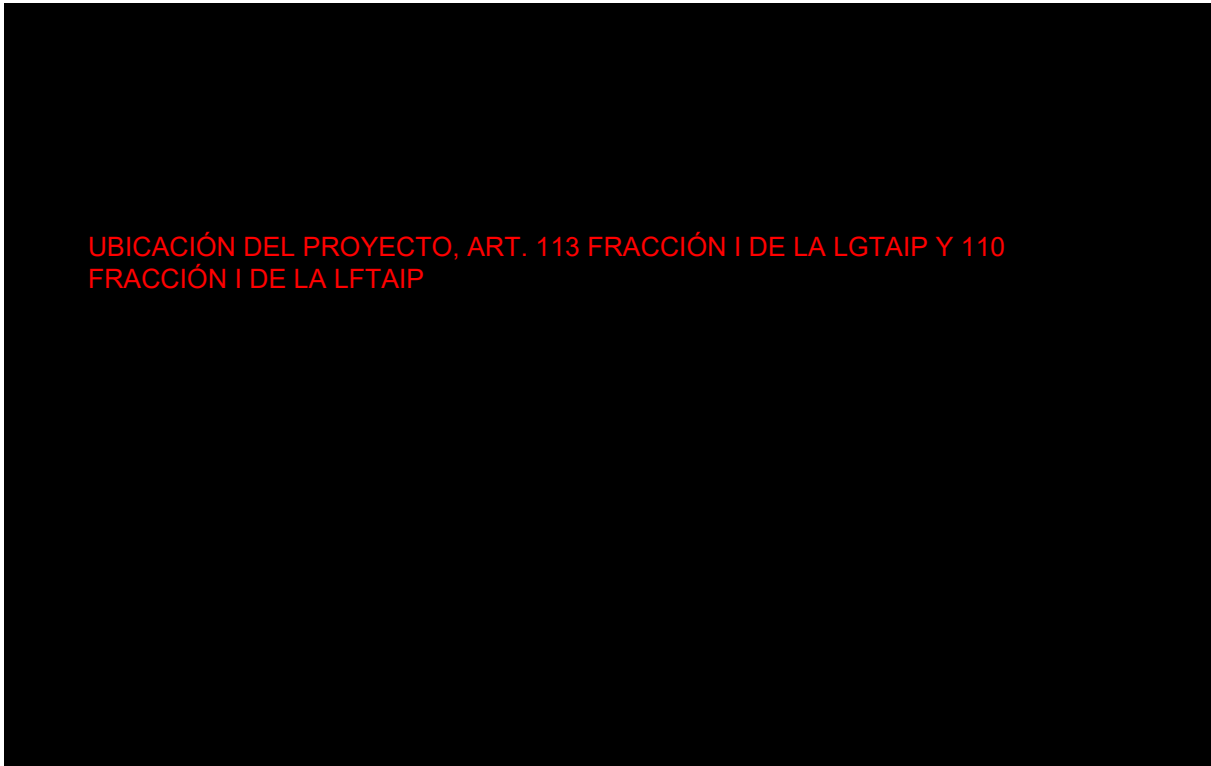 UBICACIÓN DEL PROYECTO, ART. 113 FRACCIÓN I DE LA LGTAIP Y 110
FRACCIÓN I DE LA LFTAIP